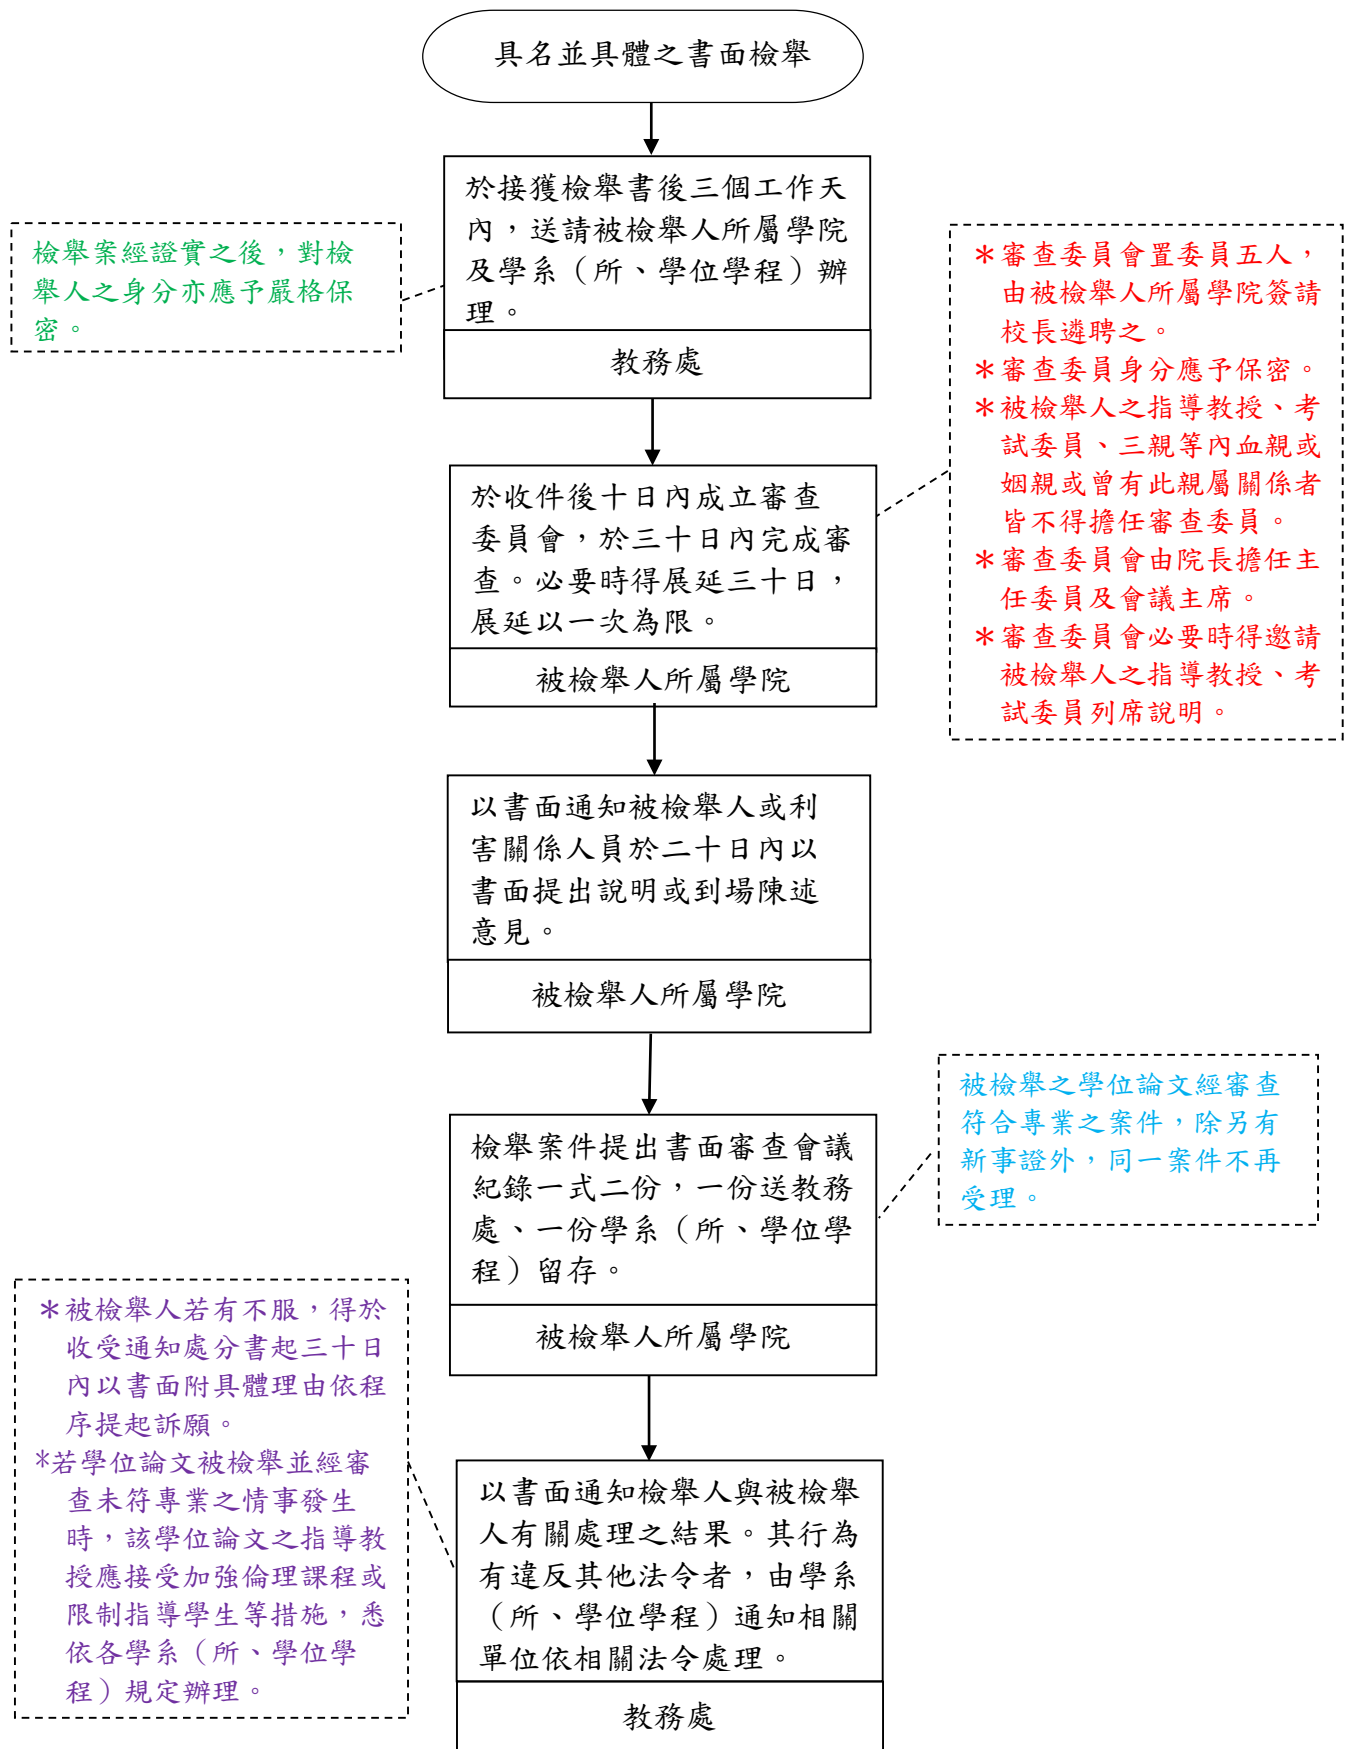 具名並具體之書面檢舉
於接獲檢舉書後三個工作天
內，送請被檢舉人所屬學院
及學系（所、學位學程）辦
理。
教務處
檢舉案經證實之後，對檢
舉人之身分亦應予嚴格保
密。
＊審查委員會置委員五人，
由被檢舉人所屬學院簽請
校長遴聘之。
＊審查委員身分應予保密。
＊被檢舉人之指導教授、考
試委員、三親等內血親或
姻親或曾有此親屬關係者
皆不得擔任審查委員。
＊審查委員會由院長擔任主
任委員及會議主席。
＊審查委員會必要時得邀請
被檢舉人之指導教授、考
試委員列席說明。
於收件後十日內成立審查
委員會，於三十日內完成審
查。必要時得展延三十日，
展延以一次為限。
被檢舉人所屬學院
以書面通知被檢舉人或利
害關係人員於二十日內以
書面提出說明或到場陳述
意見。
被檢舉人所屬學院
被檢舉之學位論文經審查
符合專業之案件，除另有
新事證外，同一案件不再
受理。
檢舉案件提出書面審查會議
紀錄一式二份，一份送教務
處、一份學系（所、學位學
程）留存。
被檢舉人所屬學院
＊被檢舉人若有不服，得於
收受通知處分書起三十日
內以書面附具體理由依程
序提起訴願。
*若學位論文被檢舉並經審
查未符專業之情事發生
時，該學位論文之指導教
授應接受加強倫理課程或
限制指導學生等措施，悉
依各學系（所、學位學
程）規定辦理。
以書面通知檢舉人與被檢舉
人有關處理之結果。其行為
有違反其他法令者，由學系
（所、學位學程）通知相關
單位依相關法令處理。
教務處